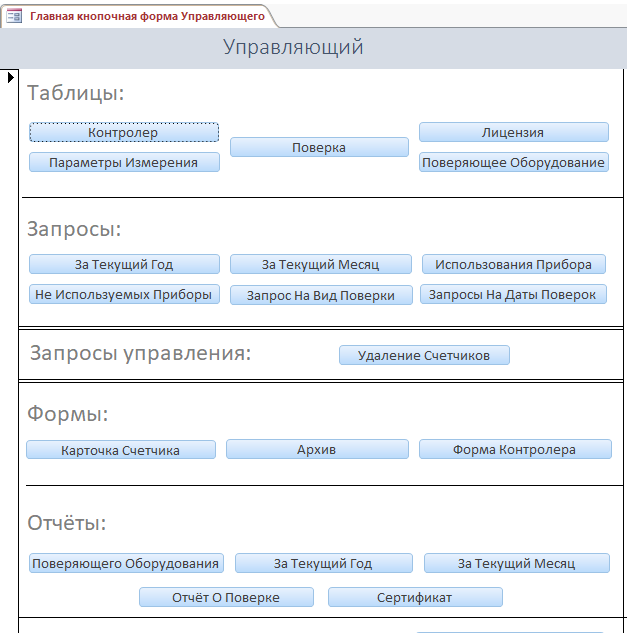 Главная кнопочная форма Управляющего
Управляющий
Таблицы:
Контролер
Поверка
Лицензия
Параметры Измерения
Поверяющее Оборудование
Запросы:
За Текущий Год
За Текущий Месяц
Использования Прибора
Не Используемых Приборы
Запрос На Вид Поверки
Запросы На Даты Поверок
Запросы управления:
Удаление Счетчиков
Формы:
Карточка Счетчика
Архив
Форма Контролера
Отчёты:
Поверяющего Оборудования
За Текущий Год
За Текущий Месяц
Отчёт О Поверке
Сертификат